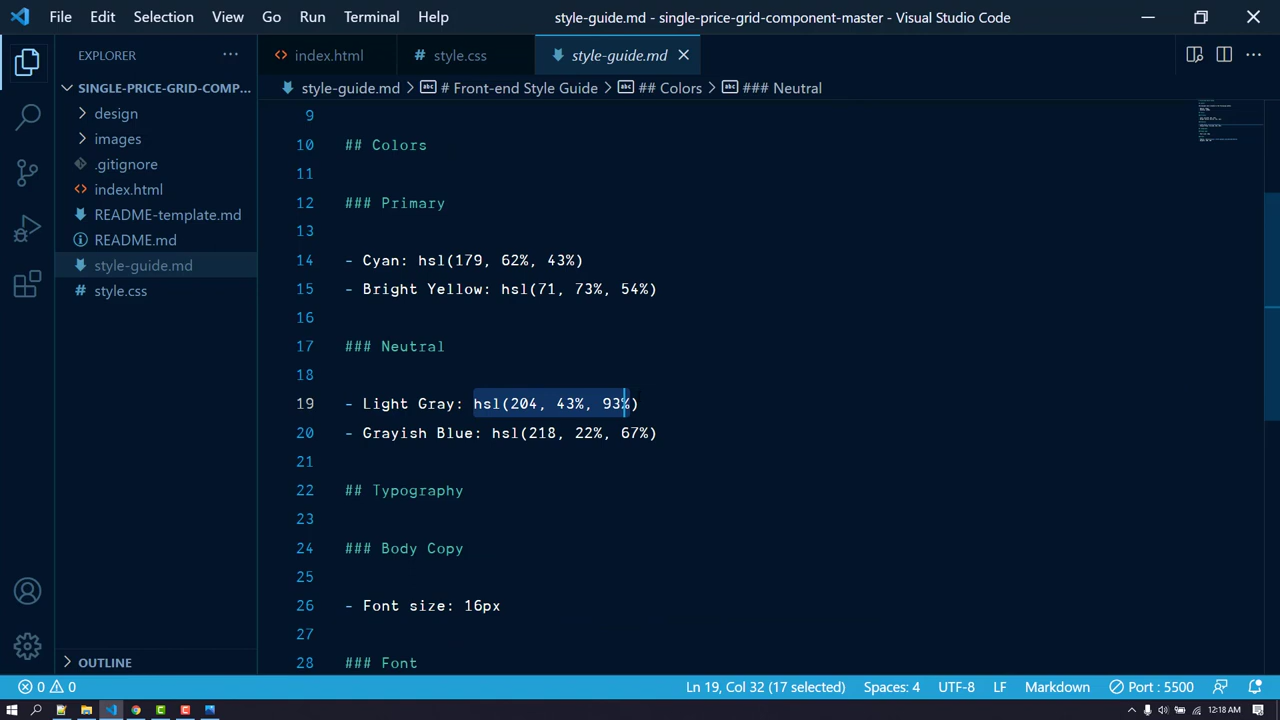 File Edit Selection View Go Run Terminal Help style-guide.md - single-price-grid-component-master - Visual Studio Code
EXPLORER
SINGLE-PRICE-GRID-COMP...
design
images
.gitignore
index.html
README-template.md
README.md
style-guide.md
style.css
OUTLINE
index.html style.css style-guide.md
style-guide.md > # Front-end Style Guide > ## Colors > ### Neutral
9
10 ## Colors
11
12 ### Primary
13
14 - Cyan: hsl(179, 62%, 43%)
15 - Bright Yellow: hsl(71, 73%, 54%)
16
17 ### Neutral
18
19 - Light Gray: hsl(204, 43%, 93%)
20 - Grayish Blue: hsl(218, 22%, 67%)
21
22 ## Typography
23
24 ### Body Copy
25
26 - Font size: 16px
27
28 ### Font
0 0 Ln 19, Col 32 (17 selected) Spaces: 4 UTF-8 LF Markdown Port : 5500
12:18 AM